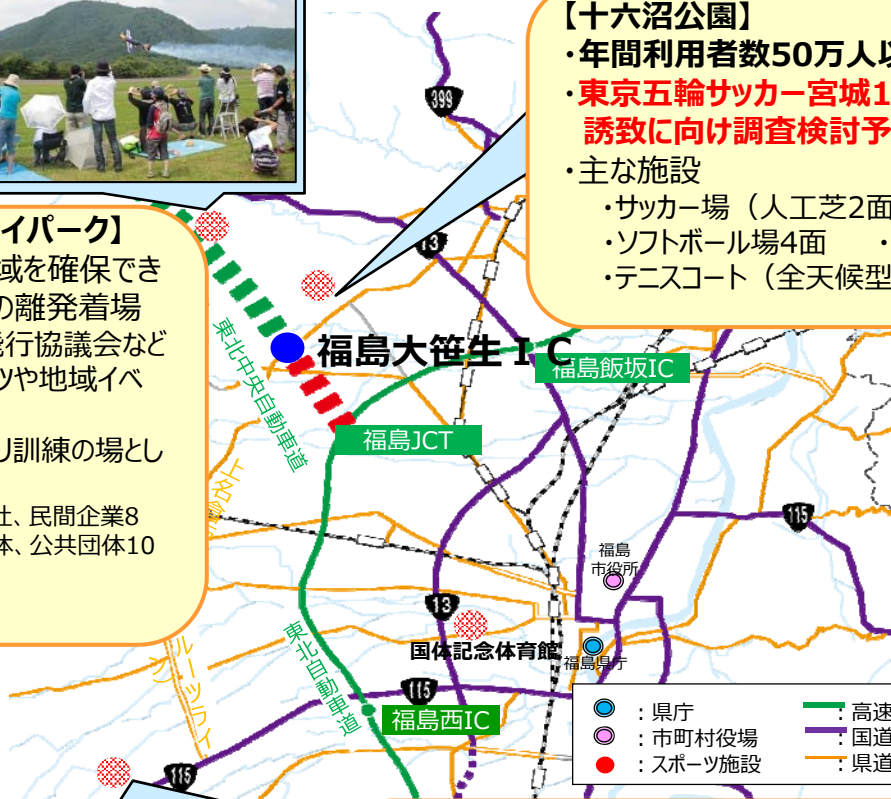 【十六沼公園】
・年間利用者数50万人以
・東京五輪サッカー宮城1
誘致に向け調査検討予
・主な施設
・サッカー場（人工芝2面
・ソフトボール場4面 ・
・テニスコート（全天候型
イパーク】
域を確保でき
の離発着場
飛行協議会など
ツや地域イベ
リ訓練の場とし
社、民間企業8
体、公共団体10
399
13
福島大笹生ＩＣ
福島飯坂IC
東北中央自動車道
福島JCT
上名倉
115
福島
市役所
13
国体記念体育館
福島県庁
東北自動車道
ルーツライ
ン
115
福島西IC
115
：県庁
：市町村役場
：スポーツ施設
：高速
：国道
：県道